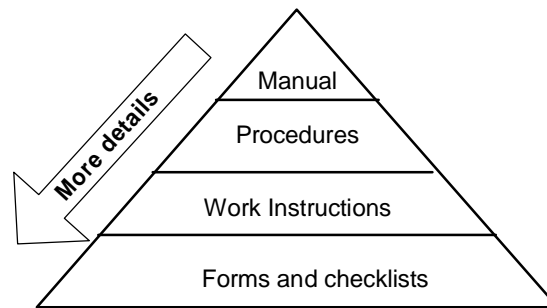 Manual
More details
Procedures
Work Instructions
Forms and checklists